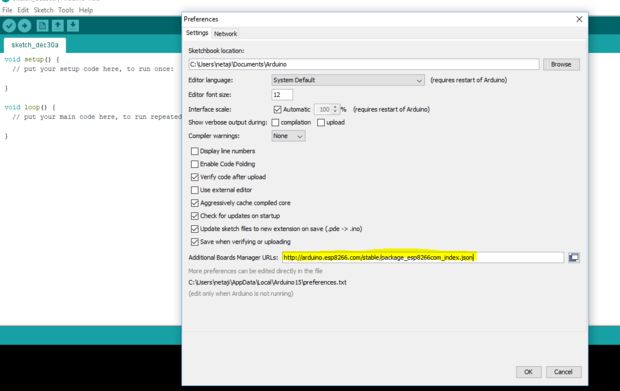 File Edit Sketch Tools Help
sketch_dec30a
void setup() {
// put your setup code here, to run once:
}
void loop() {
// put your main code here, to run repeated
}
Preferences
Settings Network
Sketchbook location:
C:\Users\netaji\Documents\Arduino Browse
Editor language: System Default (requires restart of Arduino)
Editor font size: 12
Interface scale: Automatic 100 % (requires restart of Arduino)
Show verbose output during: compilation upload
Compiler warnings: None
Display line numbers
Enable Code Folding
Verify code after upload
Use external editor
Aggressively cache compiled core
Check for updates on startup
Update sketch files to new extension on save (.pde -> .ino)
Save when verifying or uploading
Additional Boards Manager URLs: http://arduino.esp8266.com/stable/package_esp8266com_index.json
More preferences can be edited directly in the file
C:\Users\netaji\AppData\Local\Arduino15\preferences.txt
(edit only when Arduino is not running)
OK Cancel